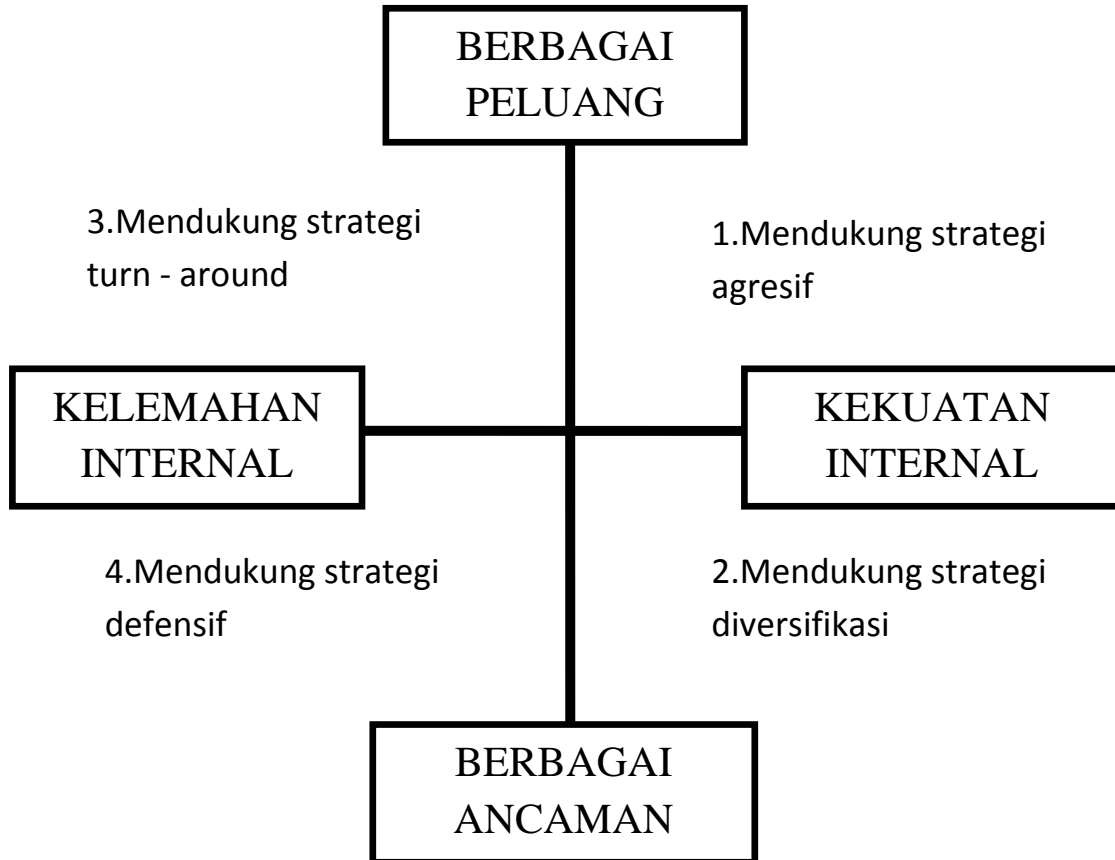 BERBAGAI
PELUANG
3.Mendukung strategi
turn - around
1.Mendukung strategi
agresif
KELEMAHAN
INTERNAL
KEKUATAN
INTERNAL
4.Mendukung strategi
defensif
2.Mendukung strategi
diversifikasi
BERBAGAI
ANCAMAN